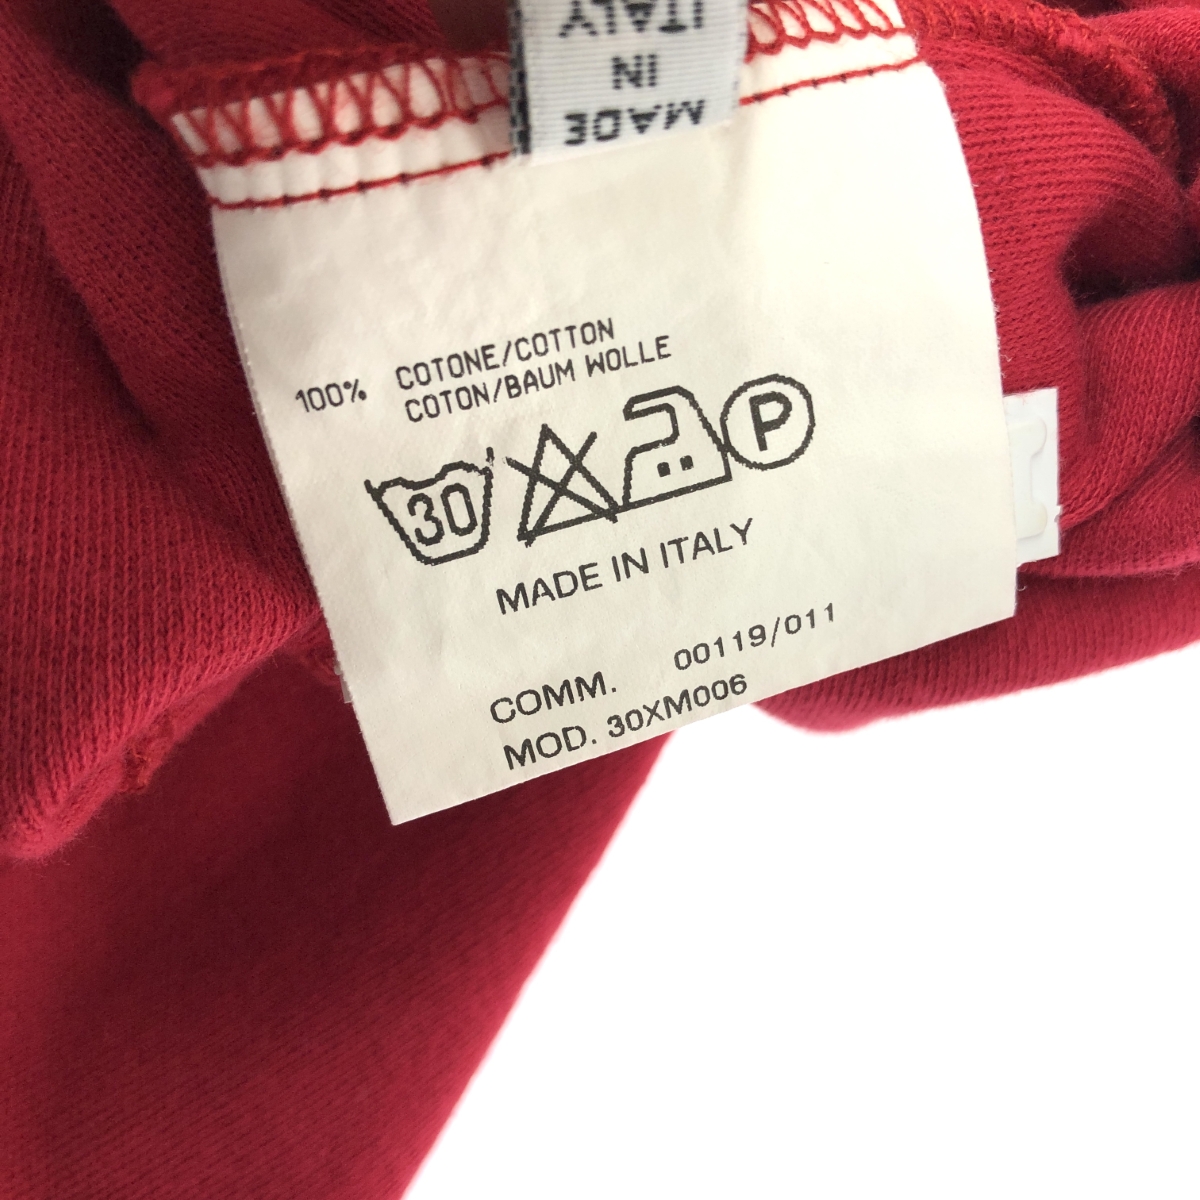 MADE
IN
ITALY
100% COTONE/COTTON
COTON/BAUM WOLLE
30 P
MADE IN ITALY
COMM. 00119/011
MOD. 30XM006